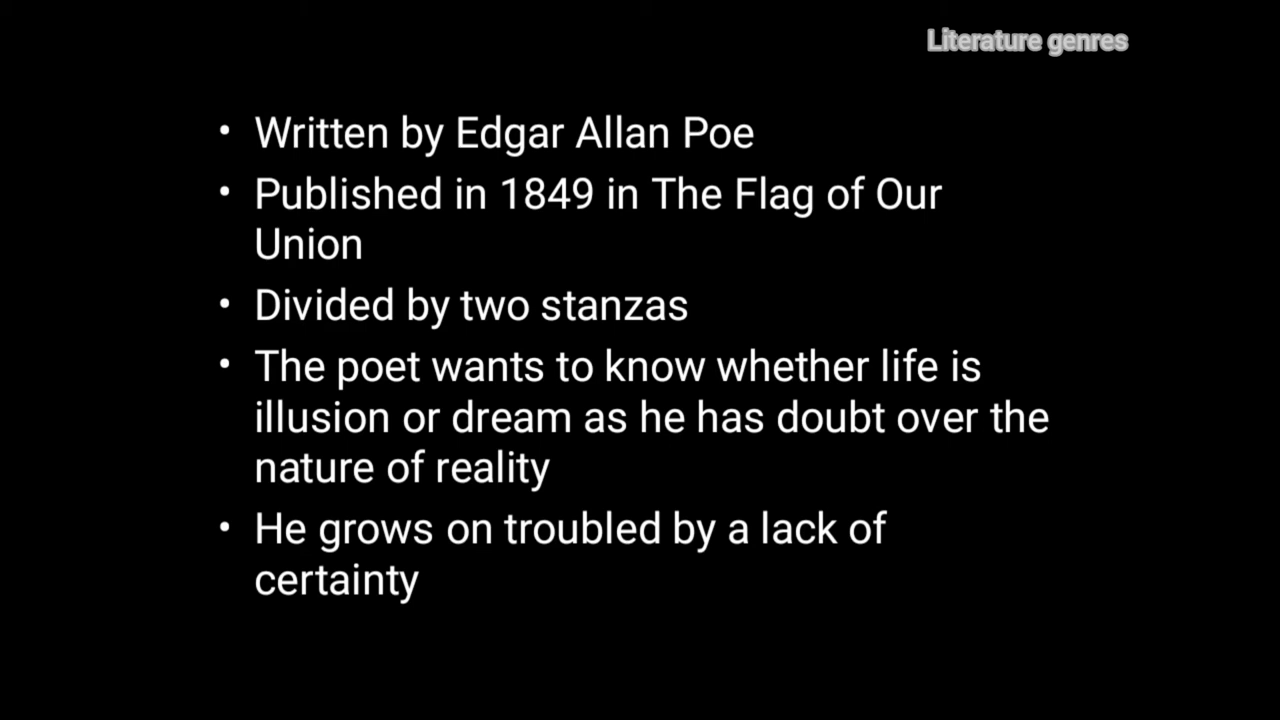 Literature genres
• Written by Edgar Allan Poe
• Published in 1849 in The Flag of Our
Union
• Divided by two stanzas
• The poet wants to know whether life is
illusion or dream as he has doubt over the
nature of reality
• He grows on troubled by a lack of
certainty